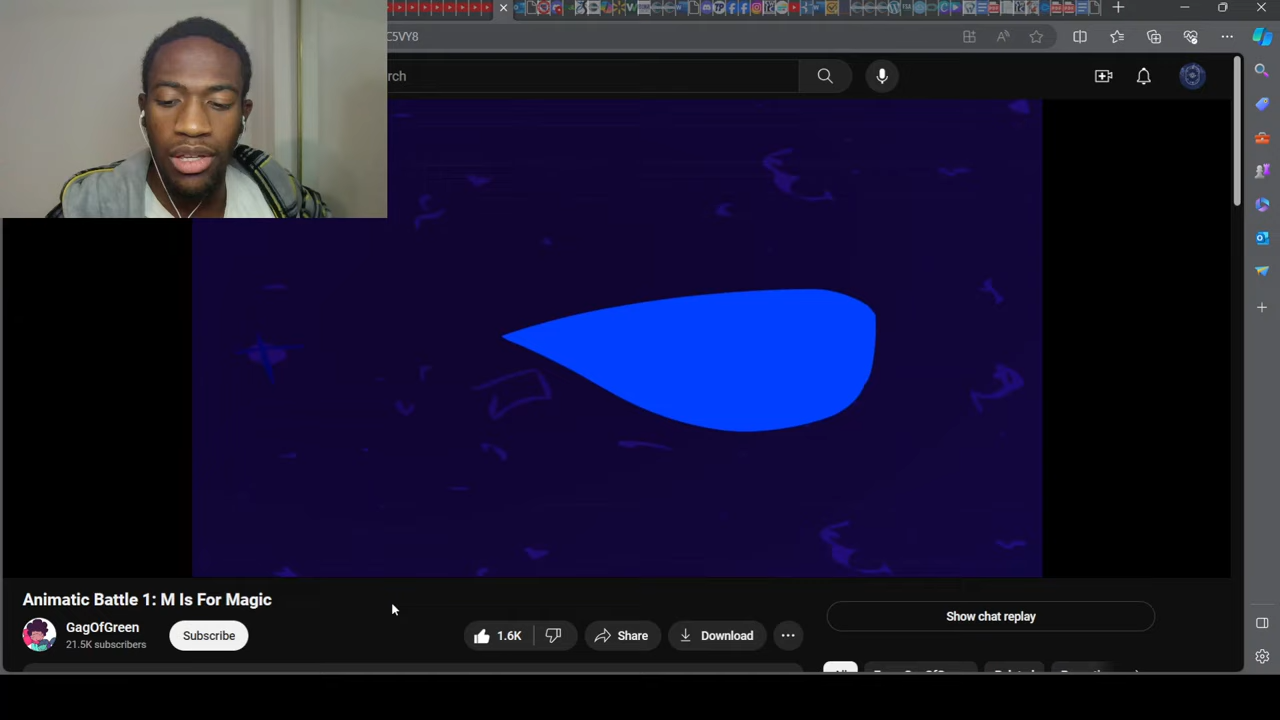 C5VY8
rch
Animatic Battle 1: M Is For Magic
GagOfGreen
21.5K subscribers
Subscribe
1.6K
Share
Download
Show chat replay